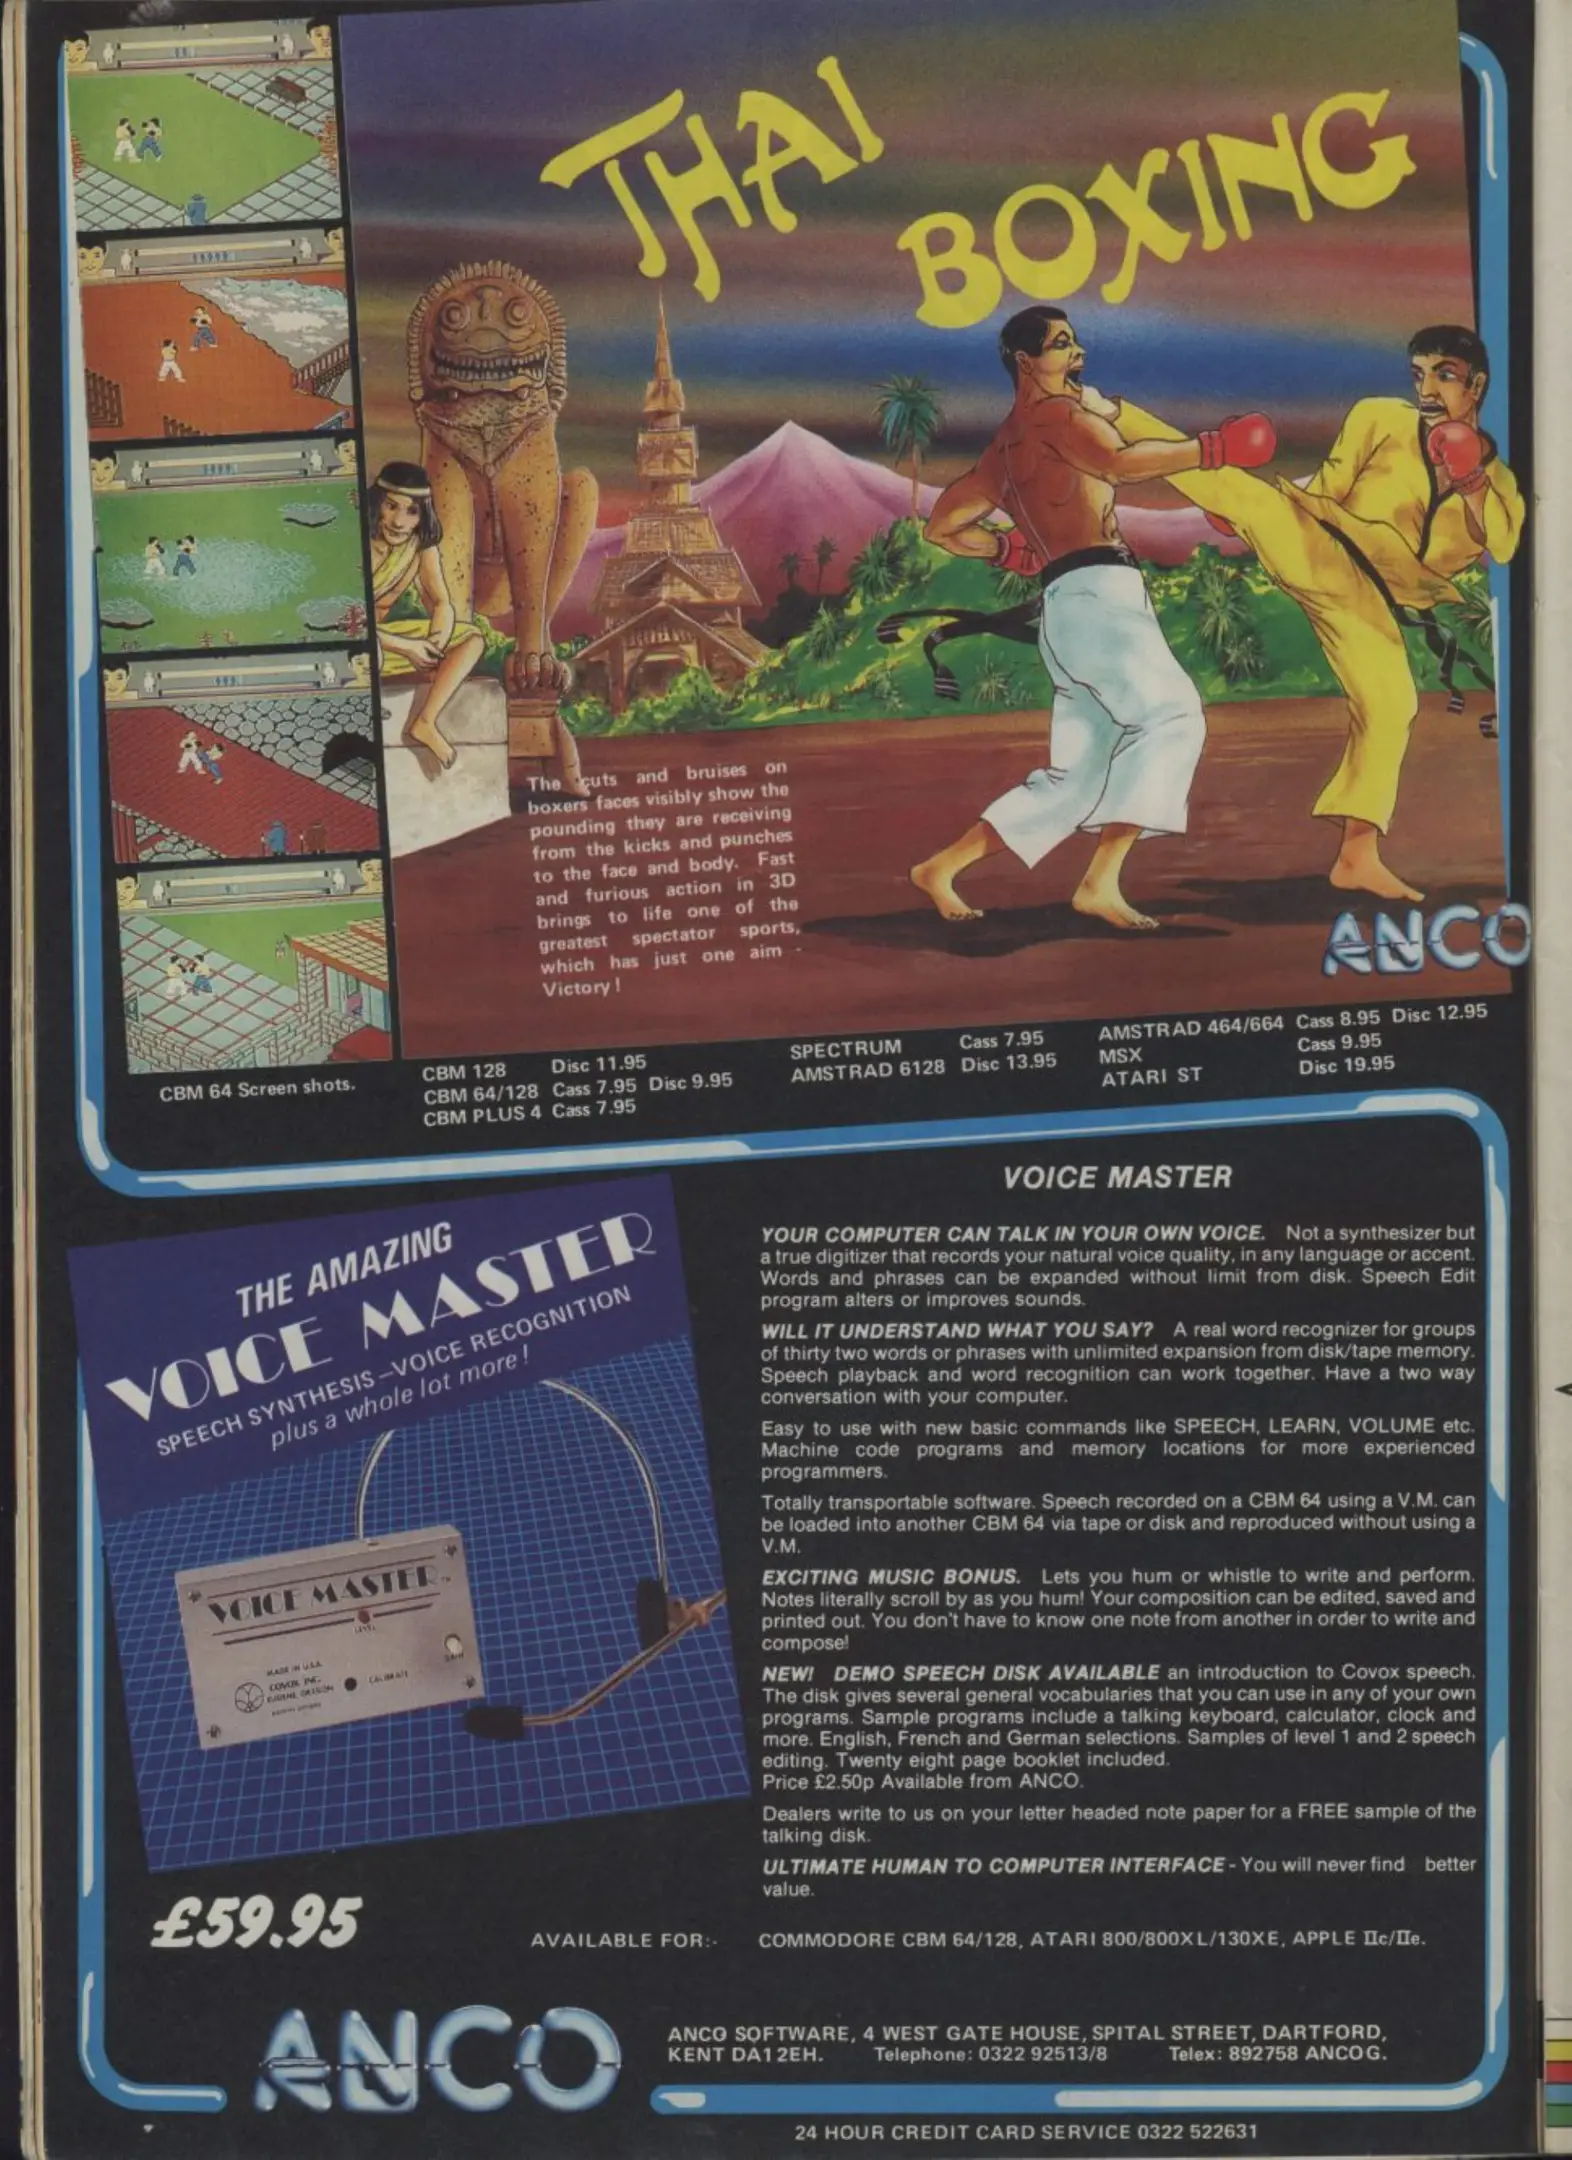 THAI
BOXING
The cuts and bruises on
boxers faces visibly show the
pounding they are receiving
from the kicks and punches
to the face and body. Fast
and furious action in 3D
brings to life one of the
greatest spectator sports,
which has just one aim -
Victory!
ANCO
CBM 64 Screen shots.
CBM 128 Disc 11.95
CBM 64/128 Cass 7.95 Disc 9.95
CBM PLUS 4 Cass 7.95
SPECTRUM Cass 7.95
AMSTRAD 6128 Disc 13.95
AMSTRAD 464/664 Cass 8.95 Disc 12.95
MSX Cass 9.95
ATARI ST Disc 19.95
THE AMAZING
VOICE MASTER
SPEECH SYNTHESIS–VOICE RECOGNITION
plus a whole lot more!
VOICE MASTER™
LEVEL
MADE IN U.S.A.
COVOX INC.
EUGENE OREGON
CALIBRATE
GAIN
£59.95
VOICE MASTER
YOUR COMPUTER CAN TALK IN YOUR OWN VOICE. Not a synthesizer but
a true digitizer that records your natural voice quality, in any language or accent.
Words and phrases can be expanded without limit from disk. Speech Edit
program alters or improves sounds.
WILL IT UNDERSTAND WHAT YOU SAY? A real word recognizer for groups
of thirty two words or phrases with unlimited expansion from disk/tape memory.
Speech playback and word recognition can work together. Have a two way
conversation with your computer.
Easy to use with new basic commands like SPEECH, LEARN, VOLUME etc.
Machine code programs and memory locations for more experienced
programmers.
Totally transportable software. Speech recorded on a CBM 64 using a V.M. can
be loaded into another CBM 64 via tape or disk and reproduced without using a
V.M.
EXCITING MUSIC BONUS. Lets you hum or whistle to write and perform.
Notes literally scroll by as you hum! Your composition can be edited, saved and
printed out. You don't have to know one note from another in order to write and
compose!
NEW! DEMO SPEECH DISK AVAILABLE an introduction to Covox speech.
The disk gives several general vocabularies that you can use in any of your own
programs. Sample programs include a talking keyboard, calculator, clock and
more. English, French and German selections. Samples of level 1 and 2 speech
editing. Twenty eight page booklet included.
Price £2.50p Available from ANCO.
Dealers write to us on your letter headed note paper for a FREE sample of the
talking disk.
ULTIMATE HUMAN TO COMPUTER INTERFACE - You will never find better
value.
AVAILABLE FOR:- COMMODORE CBM 64/128, ATARI 800/800XL/130XE, APPLE IIc/IIe.
ANCO
ANCO SOFTWARE, 4 WEST GATE HOUSE, SPITAL STREET, DARTFORD,
KENT DA1 2EH. Telephone: 0322 92513/8 Telex: 892758 ANCOG.
24 HOUR CREDIT CARD SERVICE 0322 522631